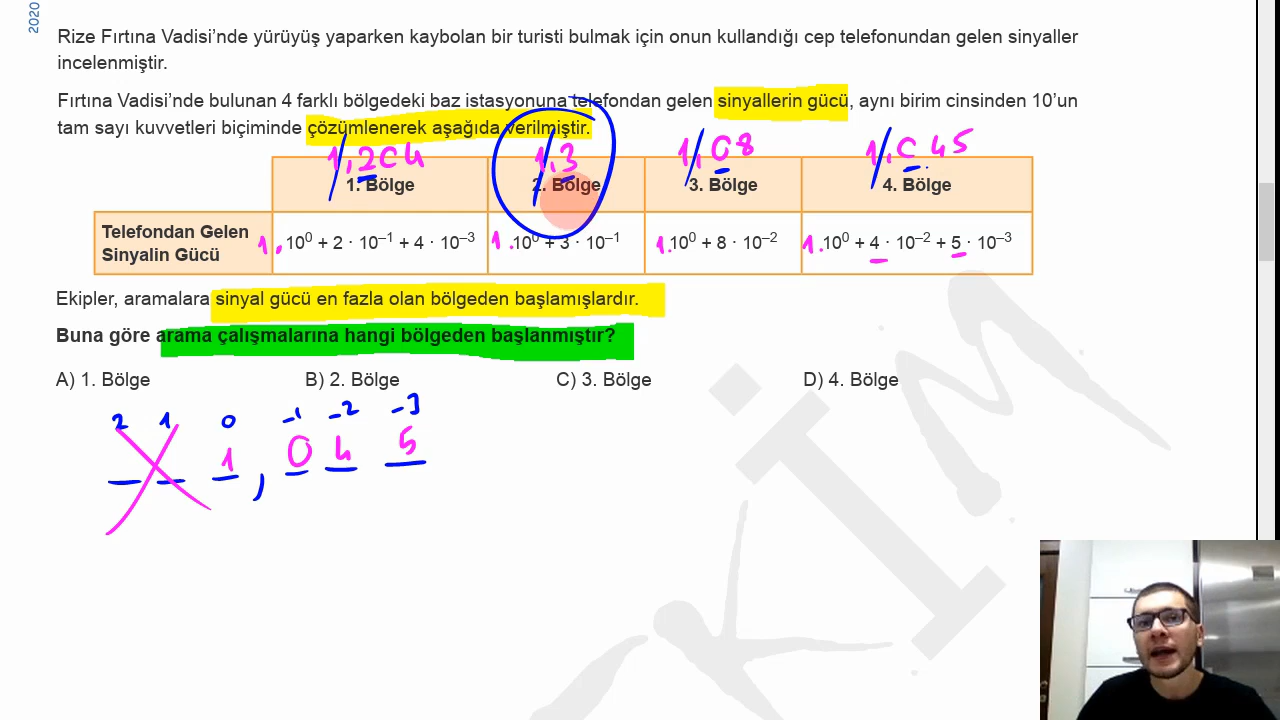 2020
Rize Fırtına Vadisi'nde yürüyüş yaparken kaybolan bir turisti bulmak için onun kullandığı cep telefonundan gelen sinyaller
incelenmiştir.
Fırtına Vadisi'nde bulunan 4 farklı bölgedeki baz istasyonuna telefondan gelen sinyallerin gücü, aynı birim cinsinden 10'un
tam sayı kuvvetleri biçiminde çözümlenerek aşağıda verilmiştir.
1,204 1,3 1,08 1,045
1. Bölge 2. Bölge 3. Bölge 4. Bölge
Telefondan Gelen
Sinyalin Gücü
1. 10⁰ + 2 · 10⁻¹ + 4 · 10⁻³ 1. 10⁰ + 3 · 10⁻¹ 1. 10⁰ + 8 · 10⁻² 1. 10⁰ + 4 · 10⁻² + 5 · 10⁻³
Ekipler, aramalara sinyal gücü en fazla olan bölgeden başlamışlardır.
Buna göre arama çalışmalarına hangi bölgeden başlanmıştır?
A) 1. Bölge B) 2. Bölge C) 3. Bölge D) 4. Bölge
2 1 0 -1 -2 -3
1 , 0 4 5
KİM